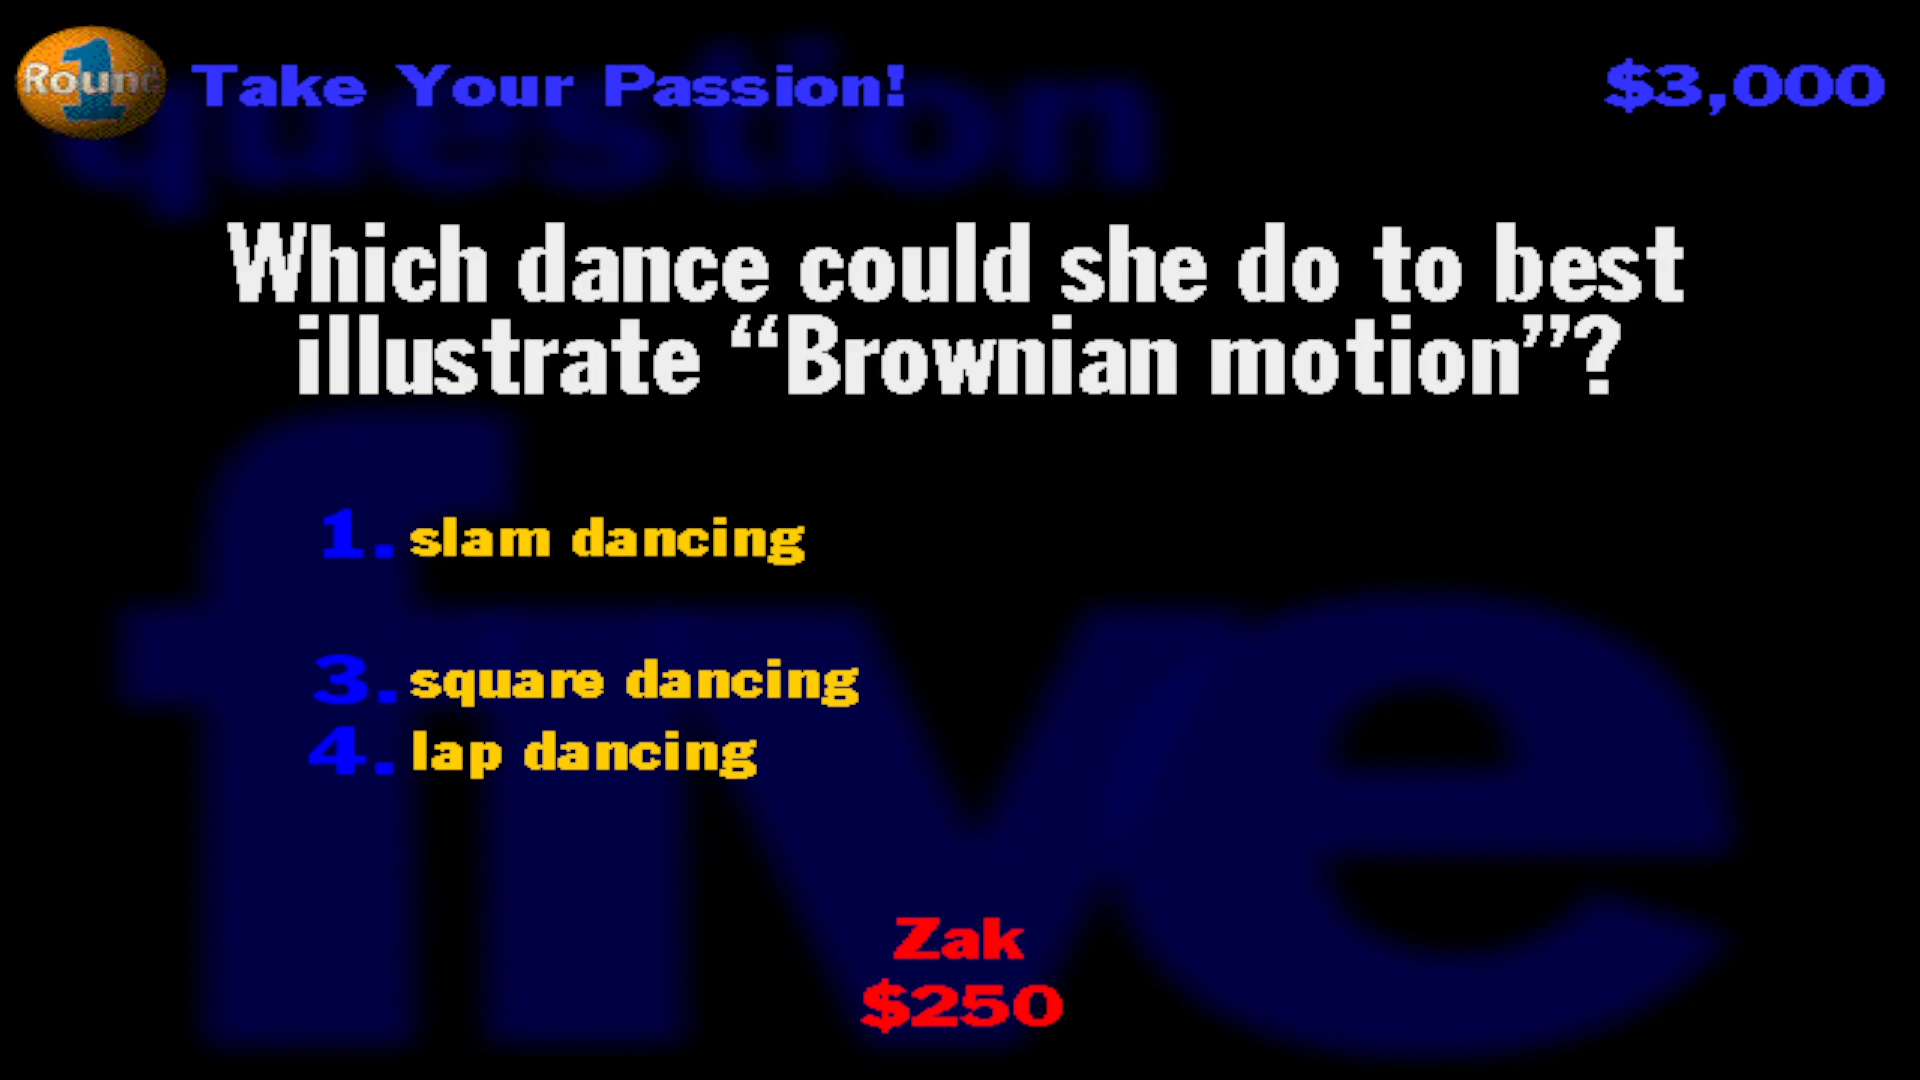 Round 1
Take Your Passion!
$3,000
question
Which dance could she do to best
illustrate “Brownian motion”?
five
1. slam dancing
3. square dancing
4. lap dancing
Zak
$250